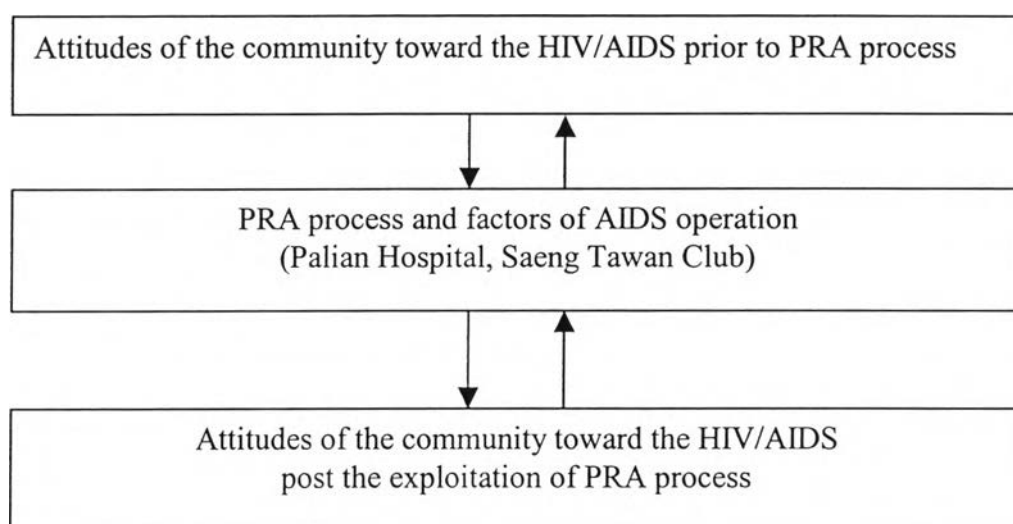 Attitudes of the community toward the HIV/AIDS prior to PRA process
PRA process and factors of AIDS operation
(Palian Hospital, Saeng Tawan Club)
Attitudes of the community toward the HIV/AIDS
post the exploitation of PRA process